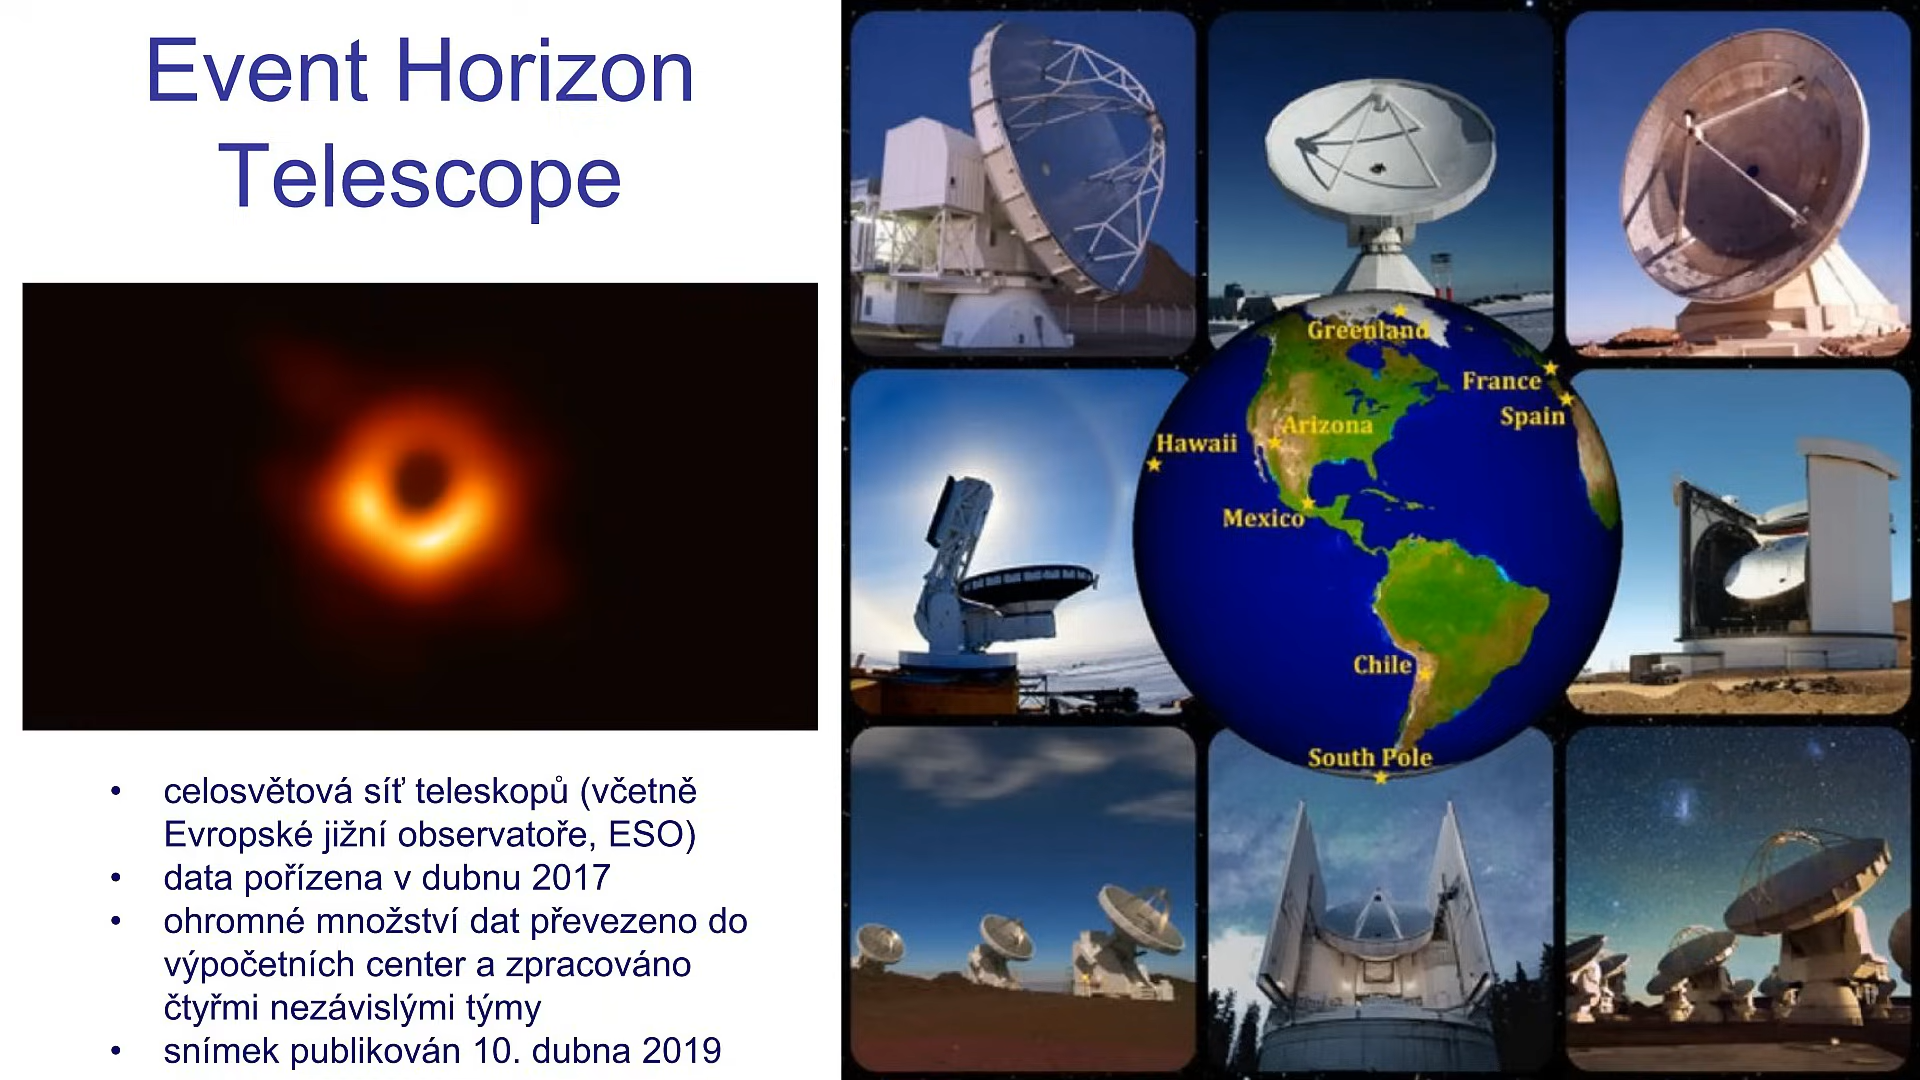 Event Horizon
Telescope
celosvětová síť teleskopů (včetně
Evropské jižní observatoře, ESO)
data pořízena v dubnu 2017
ohromné množství dat převezeno do
výpočetních center a zpracováno
čtyřmi nezávislými týmy
snímek publikován 10. dubna 2019
Greenland
France
Spain
Arizona
Hawaii
Mexico
Chile
South Pole